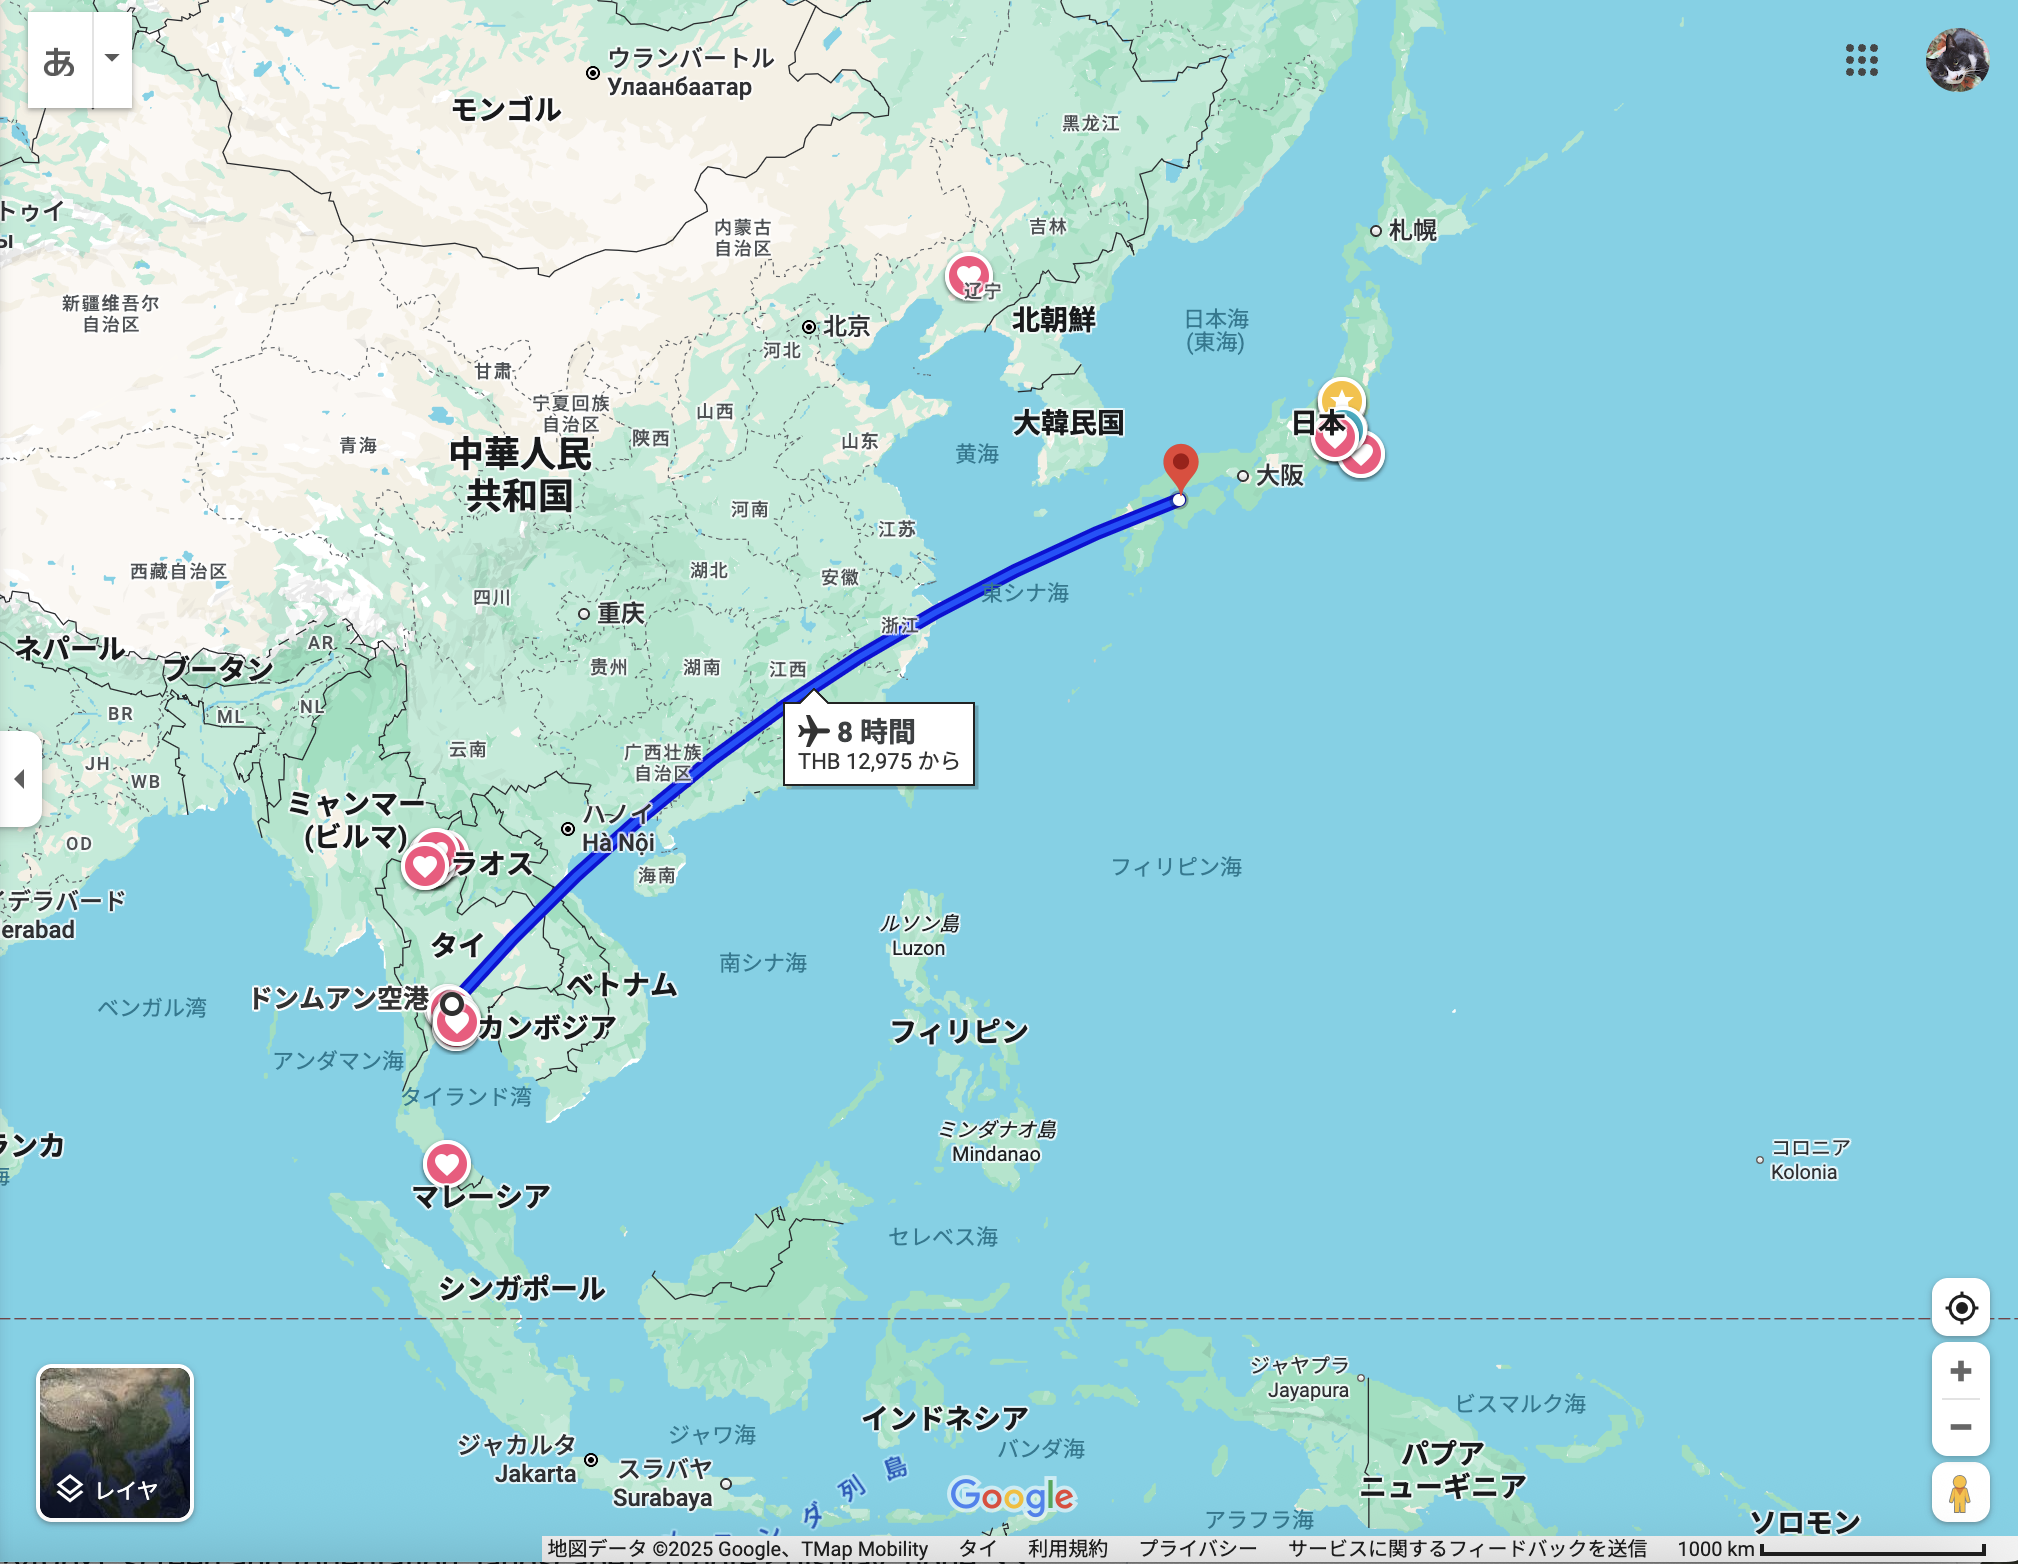 あ
ウランバートル
Улаанбаатар
モンゴル
黑龙江
トゥイ
ы
内蒙古
自治区
吉林
札幌
新疆维吾尔
自治区
辽宁
北京
北朝鮮
日本海
(東海)
河北
甘肃
宁夏回族
自治区
山西
大韓民国
日本
青海
陕西
山东
黄海
中華人民
共和国
大阪
河南
江苏
西藏自治区
四川
湖北
安徽
東シナ海
重庆
浙江
ネパール
ブータン
AR
贵州
湖南
江西
BR
ML
NL
云南
广西壮族
自治区
8 時間
THB 12,975 から
JH
WB
ミャンマー
(ビルマ)
ハノイ
Hà Nội
OD
ラオス
海南
フィリピン海
デラバード
erabad
タイ
ルソン島
Luzon
南シナ海
ドンムアン空港
ベトナム
ベンガル湾
カンボジア
フィリピン
アンダマン海
タイランド湾
ランカ
海
ミンダナオ島
Mindanao
コロニア
Kolonia
マレーシア
セレベス海
シンガポール
ジャヤプラ
Jayapura
ビスマルク海
インドネシア
ジャワ海
バンダ海
ジャカルタ
Jakarta
スラバヤ
Surabaya
パプア
ニューギニア
ダ列島
レイヤ
Google
アラフラ海
ソロモン
地図データ ©2025 Google、TMap Mobility
タイ
利用規約
プライバシー
サービスに関するフィードバックを送信
1000 km